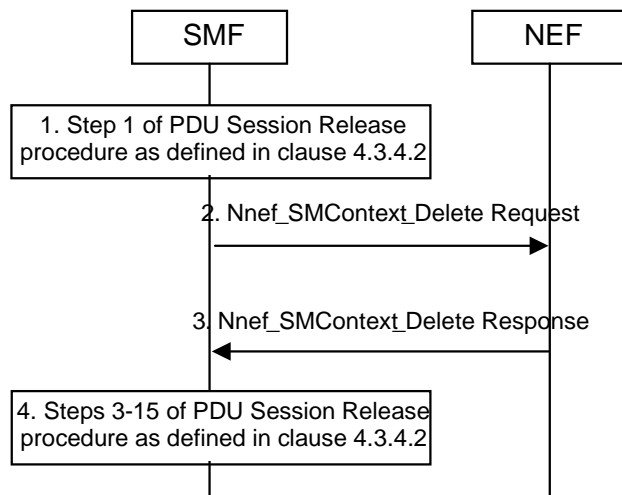 SMF
NEF
1. Step 1 of PDU Session Release
procedure as defined in clause 4.3.4.2
2. Nnef_SMContext_Delete Request
3. Nnef_SMContext_Delete Response
4. Steps 3-15 of PDU Session Release
procedure as defined in clause 4.3.4.2